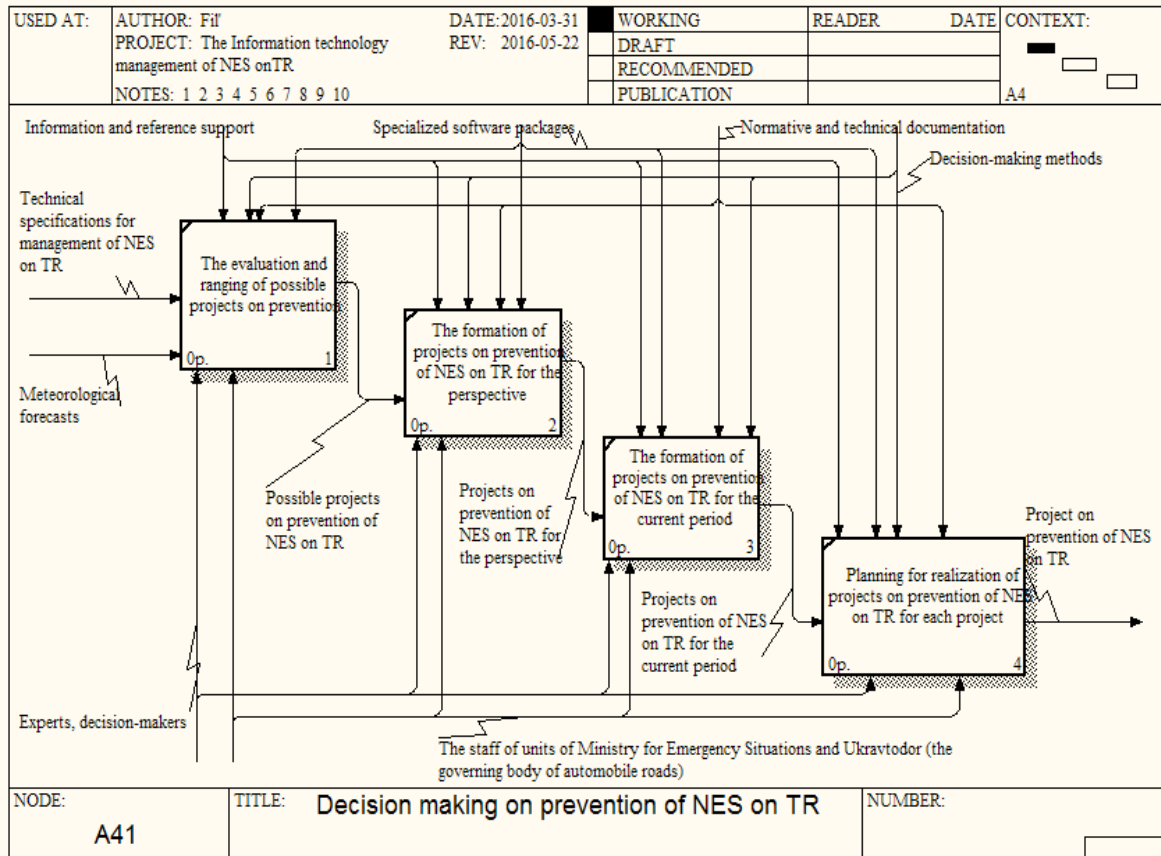 USED AT:
AUTHOR: Fil'
DATE:2016-03-31
PROJECT: The Information technology
management of NES onTR
REV: 2016-05-22
NOTES: 1 2 3 4 5 6 7 8 9 10
WORKING
DRAFT
RECOMMENDED
PUBLICATION
READER
DATE
CONTEXT:
A4
Information and reference support
Specialized software packages
Normative and technical documentation
Decision-making methods
Technical
specifications for
management of NES
on TR
Meteorological
forecasts
The evaluation and
ranging of possible
projects on prevention
0p.
1
The formation of
projects on prevention
of NES on TR for the
perspective
0p.
2
Possible projects
on prevention of
NES on TR
Projects on
prevention of
NES on TR for
the perspective
The formation of
projects on prevention
of NES on TR for the
current period
0p.
3
Projects on
prevention of NES
on TR for the
current period
Project on
prevention of NES
on TR
Planning for realization of
projects on prevention of NES
on TR for each project
0p.
4
Experts, decision-makers
The staff of units of Ministry for Emergency Situations and Ukravtodor (the
governing body of automobile roads)
NODE:
A41
TITLE:
Decision making on prevention of NES on TR
NUMBER: